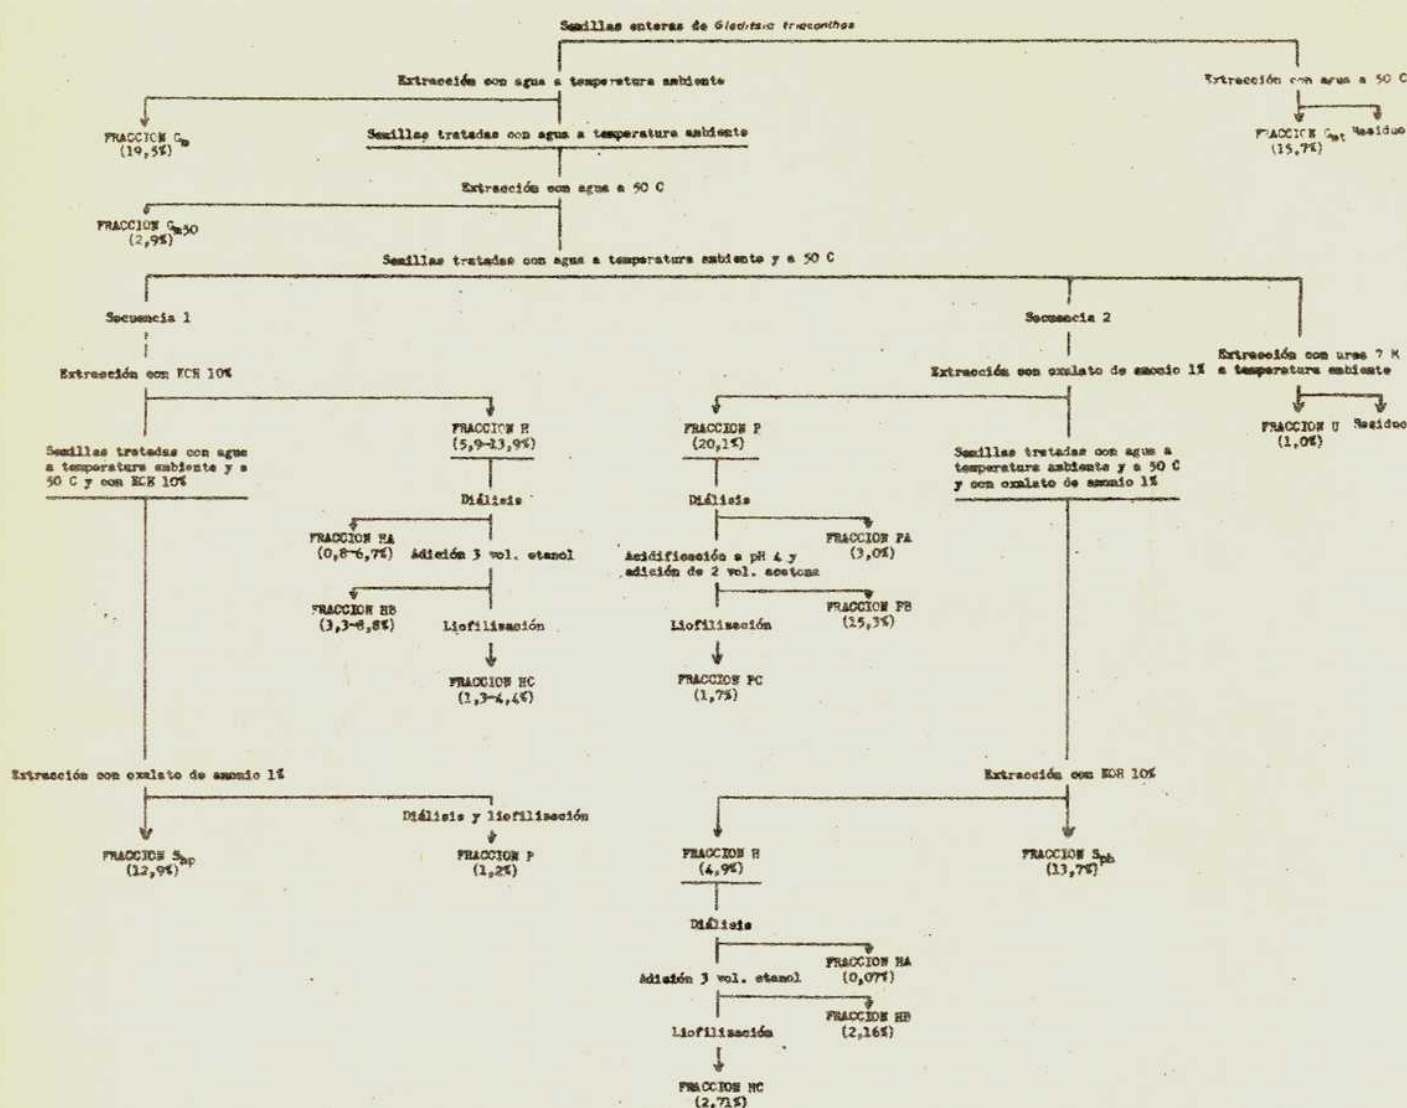 Semillas enteras de Gleditsia triacanthos
Extracción con agua a temperatura ambiente
Extracción con agua a 50 C
FRACCION G
(19,5%)
Semillas tratadas con agua a temperatura ambiente
FRACCION G
Residuo
(15,7%)
Extracción con agua a 50 C
FRACCION G m50
(2,9%)
Semillas tratadas con agua a temperatura ambiente y a 50 C
Secuencia 1
Secuencia 2
Extracción con KOH 10%
Extracción con oxalato de amonio 1%
Extracción con urea 7 M
a temperatura ambiente
FRACCION H
(5,9-13,9%)
FRACCION P
(20,1%)
FRACCION U
(1,0%)
Residuo
Semillas tratadas con agua
a temperatura ambiente y a
50 C y con KOH 10%
Semillas tratadas con agua a
temperatura ambiente y a 50 C
y con oxalato de amonio 1%
Diálisis
Diálisis
FRACCION HA
(0,8-6,7%)
Adición 3 vol. etanol
Acidificación a pH 4 y
adición de 2 vol. acetona
FRACCION PA
(3,0%)
FRACCION HB
(3,3-8,8%)
Liofilización
Liofilización
FRACCION PB
(15,3%)
FRACCION HC
(1,3-4,4%)
FRACCION PC
(1,7%)
Extracción con oxalato de amonio 1%
Extracción con KOH 10%
Diálisis y liofilización
FRACCION S hp
(12,9%)
FRACCION P
(1,2%)
FRACCION H
(4,9%)
FRACCION S ph
(13,7%)
Diálisis
FRACCION HA
(0,07%)
Adición 3 vol. etanol
FRACCION HB
(2,16%)
Liofilización
FRACCION HC
(2,71%)